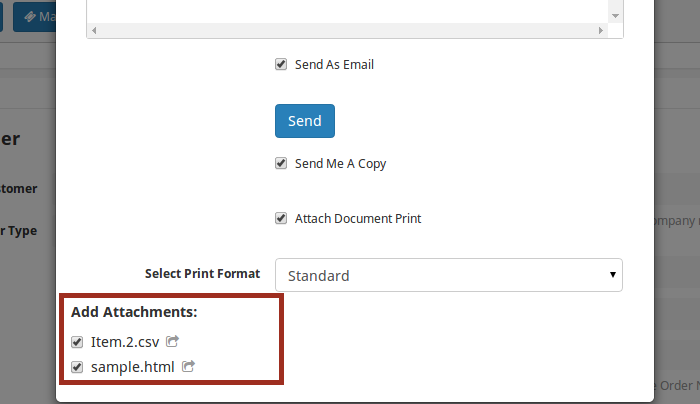 Ma
Send As Email
Send
er
Send Me A Copy
stomer
Attach Document Print
ompany
r Type
Select Print Format
Standard
Add Attachments:
Item.2.csv
sample.html
e Order N